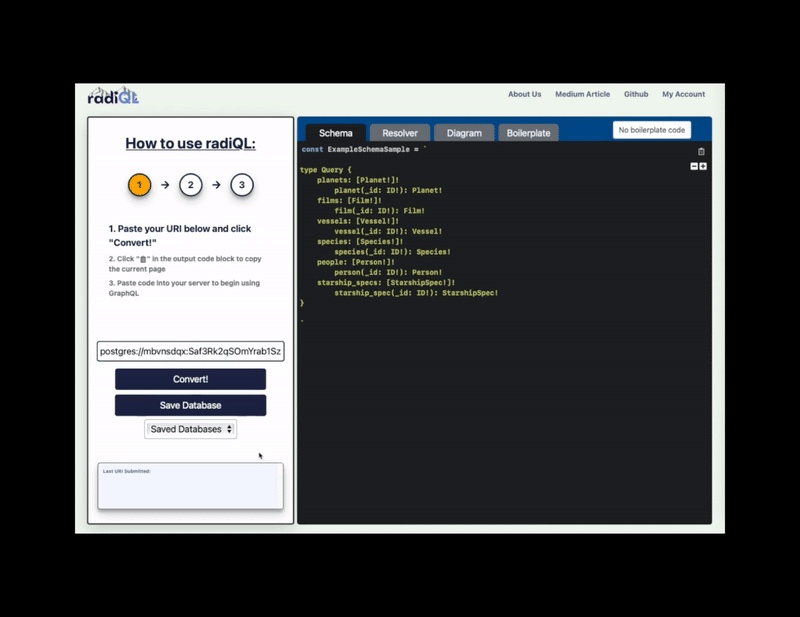 radiQL
About Us Medium Article Github My Account
How to use radiQL:
1 → 2 → 3
1. Paste your URI below and click
"Convert!"
2. Click "📋" in the output code block to copy
the current page
3. Paste code into your server to begin using
GraphQL
postgres://mbvnsdqx:Saf3Rk2qSOmYrab1Sz
Convert!
Save Database
Saved Databases
Last URI Submitted:
Schema Resolver Diagram Boilerplate
No boilerplate code
const ExampleSchemaSample = `
type Query {
planets: [Planet!]!
planet(_id: ID!): Planet!
films: [Film!]!
film(_id: ID!): Film!
vessels: [Vessel!]!
vessel(_id: ID!): Vessel!
species: [Species!]!
species(_id: ID!): Species!
people: [Person!]!
person(_id: ID!): Person!
starship_specs: [StarshipSpec!]!
starship_spec(_id: ID!): StarshipSpec!
}
`